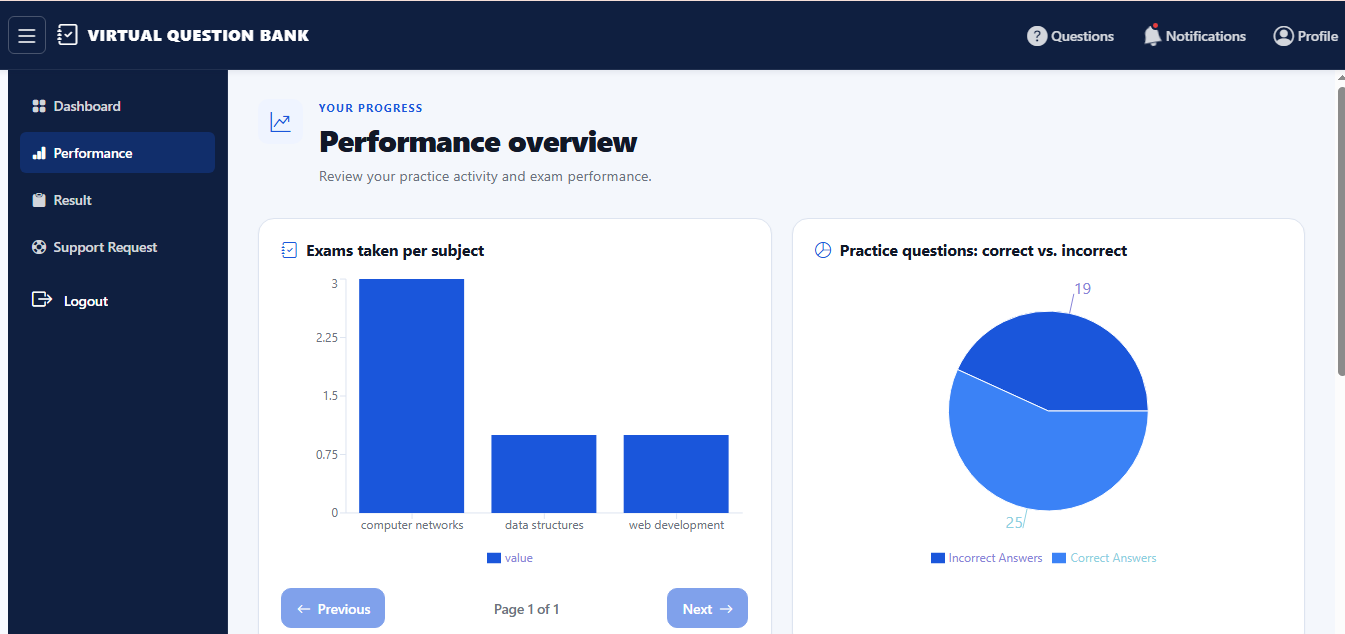 VIRTUAL QUESTION BANK
? Questions
Notifications
Profile
Dashboard
Performance
Result
Support Request
Logout
YOUR PROGRESS
Performance overview
Review your practice activity and exam performance.
Exams taken per subject
3
2.25
1.5
0.75
0
computer networks data structures web development
value
← Previous
Page 1 of 1
Next →
Practice questions: correct vs. incorrect
19
25
Incorrect Answers Correct Answers